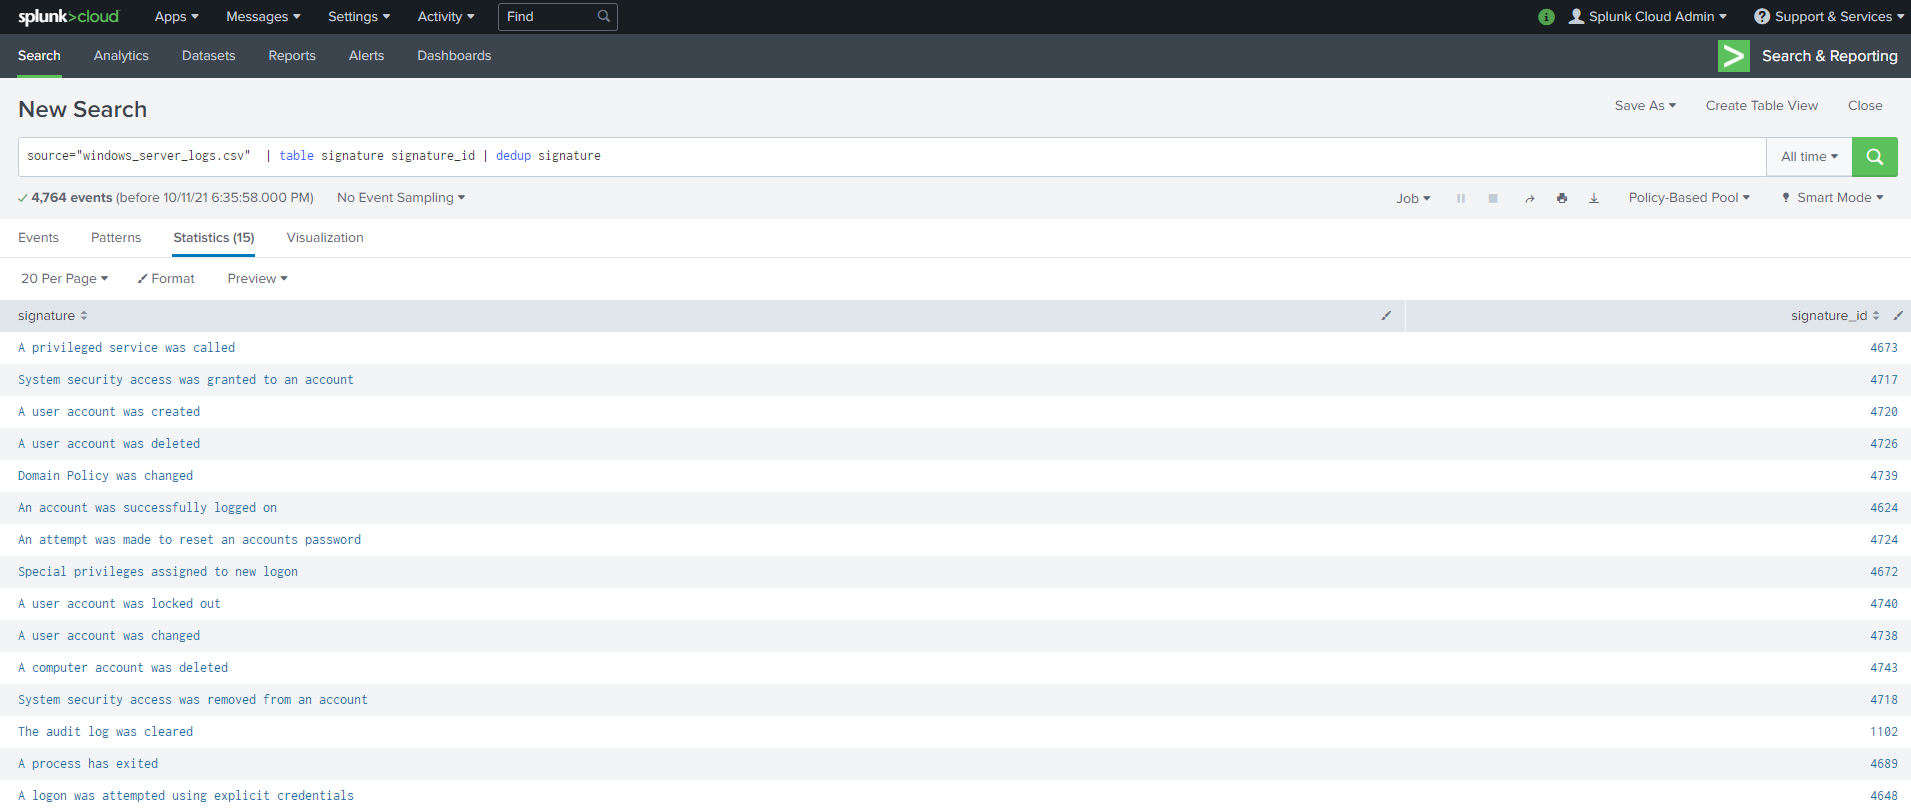 splunk>cloud Apps Messages Settings Activity Find i Splunk Cloud Admin ? Support & Services
Search Analytics Datasets Reports Alerts Dashboards > Search & Reporting
New Search Save As Create Table View Close
source="windows_server_logs.csv" | table signature signature_id | dedup signature All time
4,764 events (before 10/11/21 6:35:58.000 PM) No Event Sampling Job Policy-Based Pool Smart Mode
Events Patterns Statistics (15) Visualization
20 Per Page Format Preview
signature signature_id
A privileged service was called 4673
System security access was granted to an account 4717
A user account was created 4720
A user account was deleted 4726
Domain Policy was changed 4739
An account was successfully logged on 4624
An attempt was made to reset an accounts password 4724
Special privileges assigned to new logon 4672
A user account was locked out 4740
A user account was changed 4738
A computer account was deleted 4743
System security access was removed from an account 4718
The audit log was cleared 1102
A process has exited 4689
A logon was attempted using explicit credentials 4648